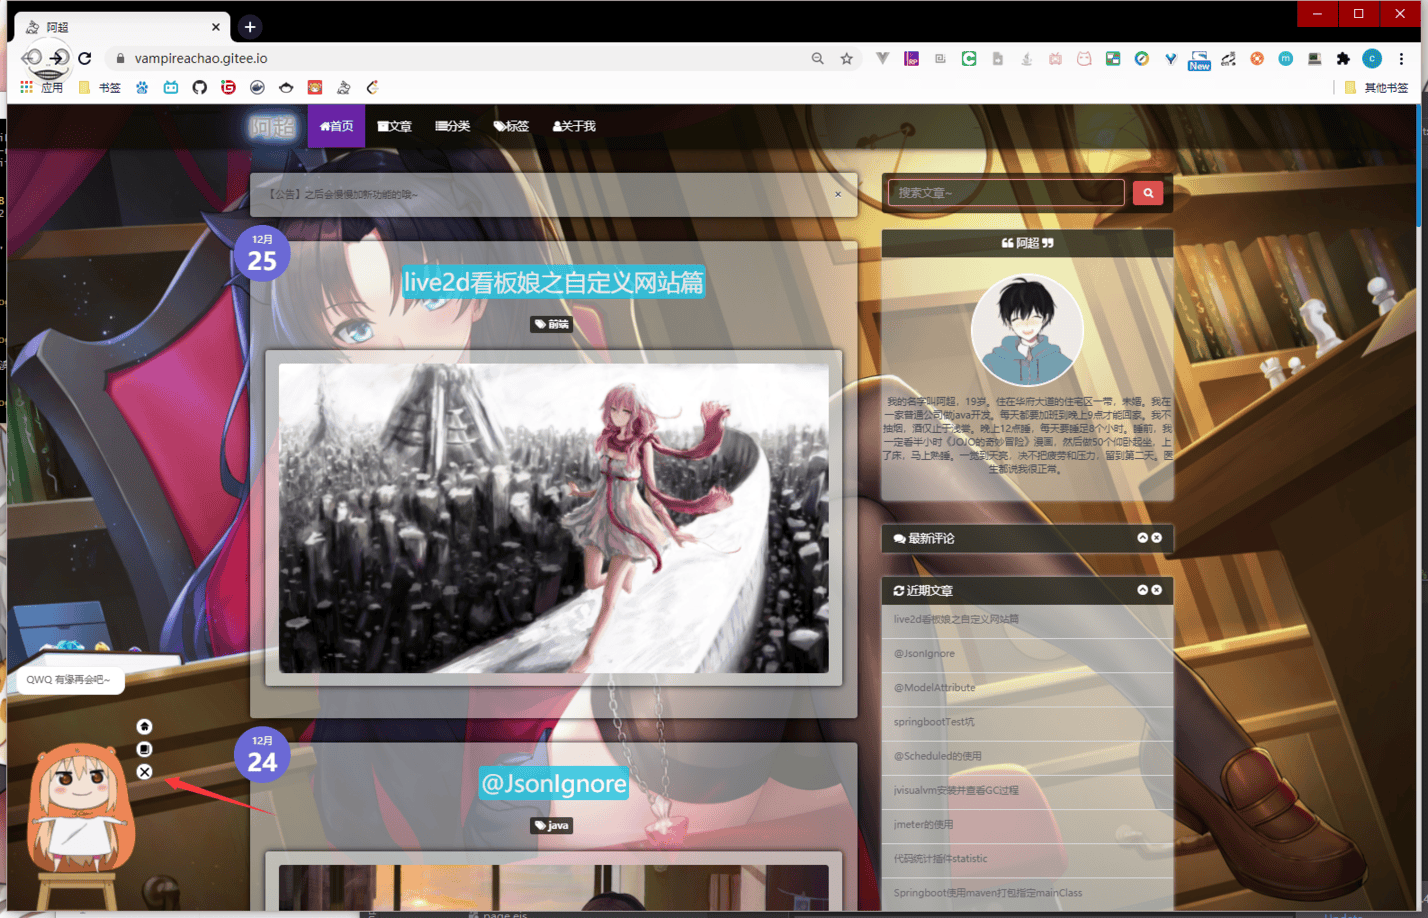 阿超
vampireachao.gitee.io
New
应用
书签
其他书签
阿超
首页
文章
分类
标签
关于我
【公告】之后会慢慢加新功能的哦~
×
搜索文章~
12月
25
live2d看板娘之自定义网站篇
前端
阿超
我的名字叫阿超，19岁。住在华府大道的住宅区一带，未婚。我在
一家普通公司做java开发。每天都要加班到晚上9点才能回家。我不
抽烟，酒仅止于浅尝。晚上12点睡，每天要睡足8个小时。睡前，我
一定看半小时《JOJO的奇妙冒险》漫画，然后做50个仰卧起坐，上
了床，马上熟睡。一觉到天亮，决不把疲劳和压力，留到第二天。医
生都说我很正常。
最新评论
近期文章
live2d看板娘之自定义网站篇
@JsonIgnore
@ModelAttribute
springbootTest坑
@Scheduled的使用
jvisualvm安装并查看GC过程
jmeter的使用
代码统计插件statistic
Springboot使用maven打包指定mainClass
QWQ 有缘再会吧~
12月
24
@JsonIgnore
java
page.ejs